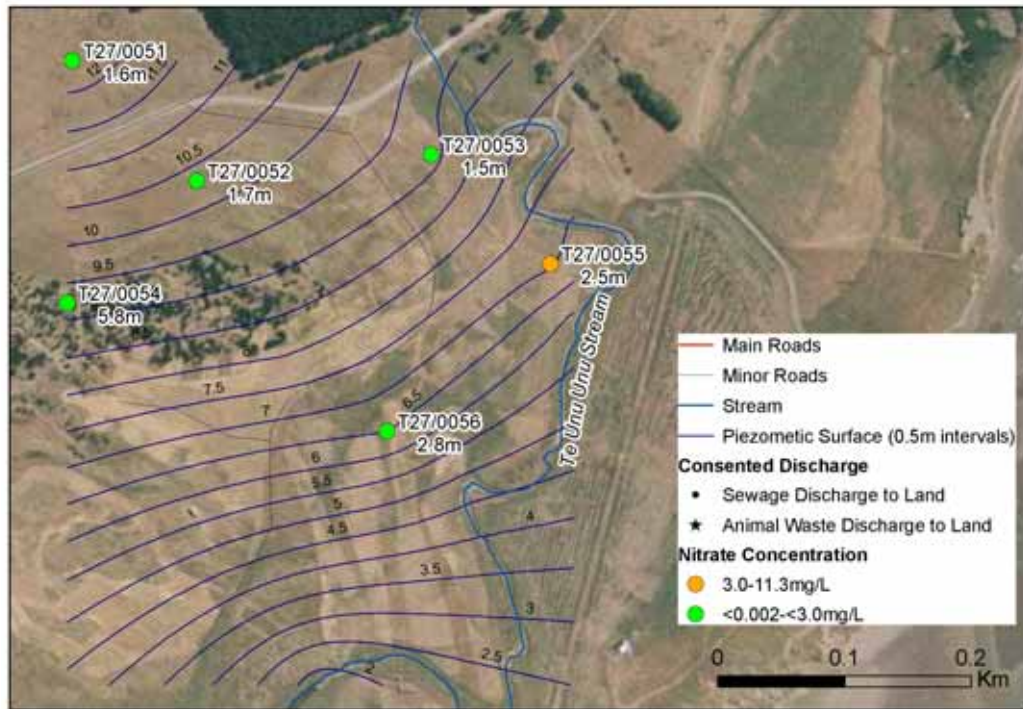 T27/0051
1.6m
12
11
11
T27/0053
1.5m
10.5
T27/0052
1.7m
10
T27/0055
2.5m
9.5
T27/0054
5.8m
Te Unu Unu Stream
9
7.5
7
6.5
T27/0056
2.8m
6
5.5
5
4.5
4
3.5
3
2.5
2
Main Roads
Minor Roads
Stream
Piezometic Surface (0.5m intervals)
Consented Discharge
Sewage Discharge to Land
Animal Waste Discharge to Land
Nitrate Concentration
3.0-11.3mg/L
<0.002-<3.0mg/L
0 0.1 0.2
Km